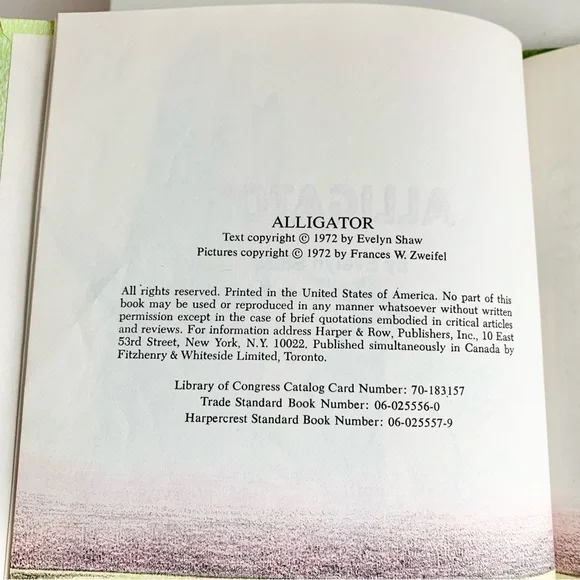 ALLIGATOR
Text copyright © 1972 by Evelyn Shaw
Pictures copyright © 1972 by Frances W. Zweifel
All rights reserved. Printed in the United States of America. No part of this
book may be used or reproduced in any manner whatsoever without written
permission except in the case of brief quotations embodied in critical articles
and reviews. For information address Harper & Row, Publishers, Inc., 10 East
53rd Street, New York, N.Y. 10022. Published simultaneously in Canada by
Fitzhenry & Whiteside Limited, Toronto.
Library of Congress Catalog Card Number: 70-183157
Trade Standard Book Number: 06-025556-0
Harpercrest Standard Book Number: 06-025557-9